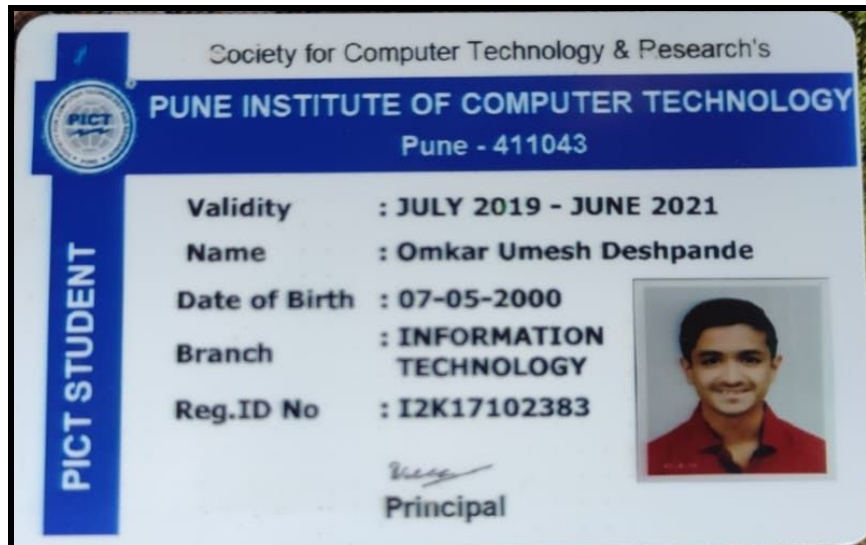 Society for Computer Technology & Research's
PICT
PUNE INSTITUTE OF COMPUTER TECHNOLOGY
Pune - 411043
PICT STUDENT
Validity : JULY 2019 - JUNE 2021
Name : Omkar Umesh Deshpande
Date of Birth : 07-05-2000
Branch : INFORMATION
TECHNOLOGY
Reg.ID No : I2K17102383
Principal